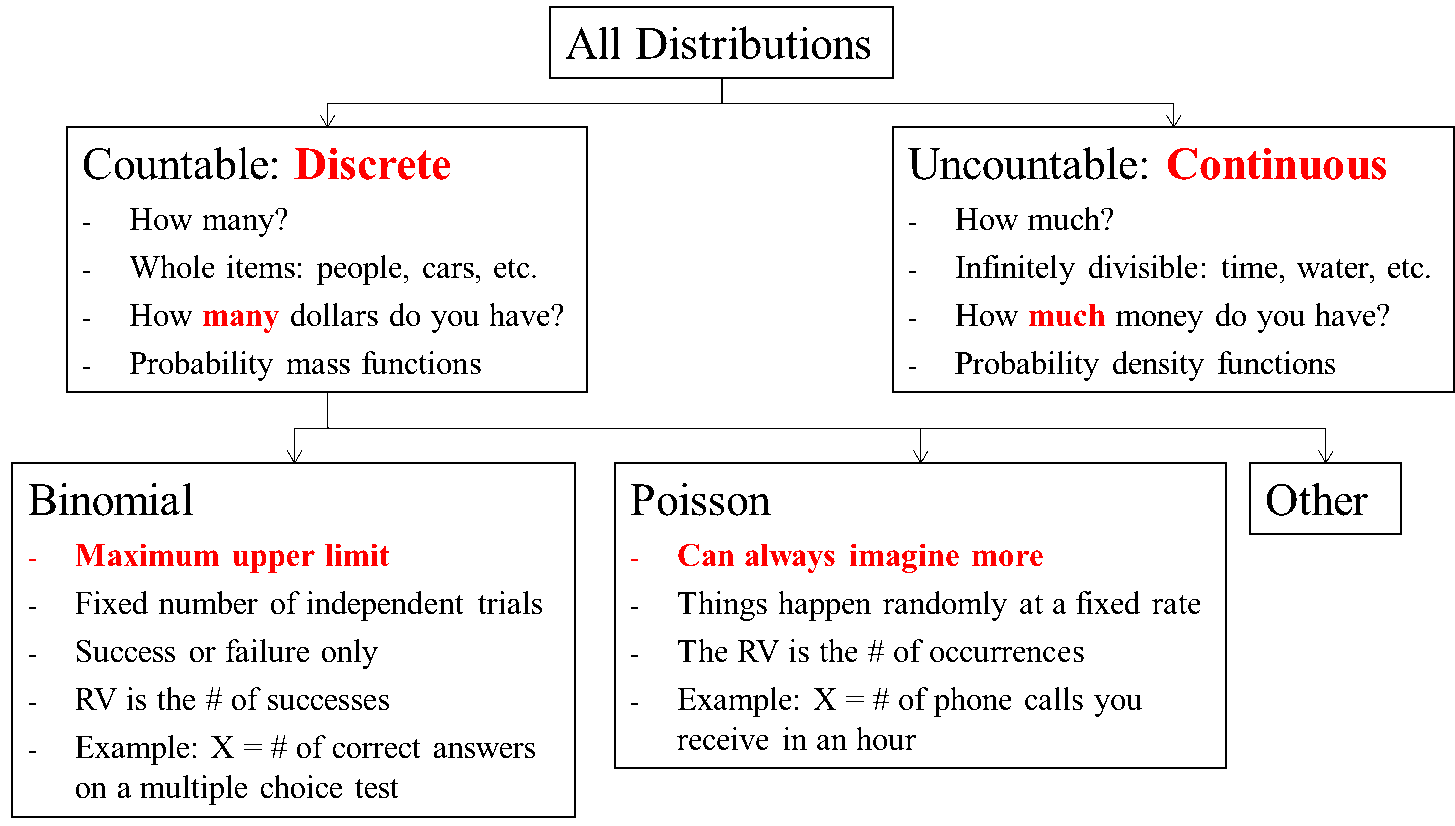 All Distributions
Countable: Discrete
- How many?
- Whole items: people, cars, etc.
- How many dollars do you have?
- Probability mass functions
Uncountable: Continuous
- How much?
- Infinitely divisible: time, water, etc.
- How much money do you have?
- Probability density functions
Binomial
- Maximum upper limit
- Fixed number of independent trials
- Success or failure only
- RV is the # of successes
- Example: X = # of correct answers
on a multiple choice test
Poisson
- Can always imagine more
- Things happen randomly at a fixed rate
- The RV is the # of occurrences
- Example: X = # of phone calls you
receive in an hour
Other